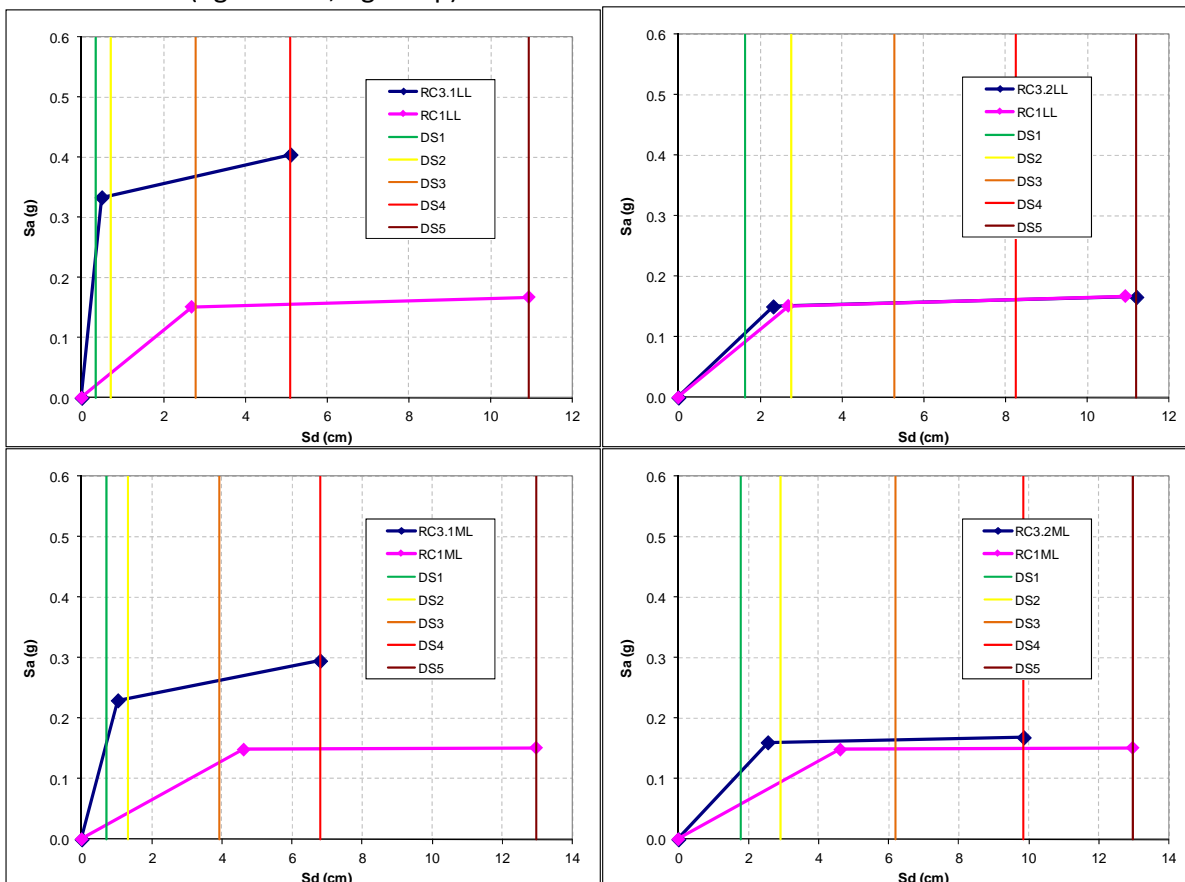 0.6
0.5
0.4
0.3
0.2
0.1
0.0
Sa (g)
RC3.1LL
RC1LL
DS1
DS2
DS3
DS4
DS5
0 2 4 6 8 10 12
Sd (cm)
0.6
0.5
0.4
0.3
0.2
0.1
0.0
Sa (g)
RC3.2LL
RC1LL
DS1
DS2
DS3
DS4
DS5
0 2 4 6 8 10 12
Sd (cm)
0.6
0.5
0.4
0.3
0.2
0.1
0.0
Sa (g)
RC3.1ML
RC1ML
DS1
DS2
DS3
DS4
DS5
0 2 4 6 8 10 12 14
Sd (cm)
0.6
0.5
0.4
0.3
0.2
0.1
0.0
Sa (g)
RC3.2ML
RC1ML
DS1
DS2
DS3
DS4
DS5
0 2 4 6 8 10 12 14
Sd (cm)